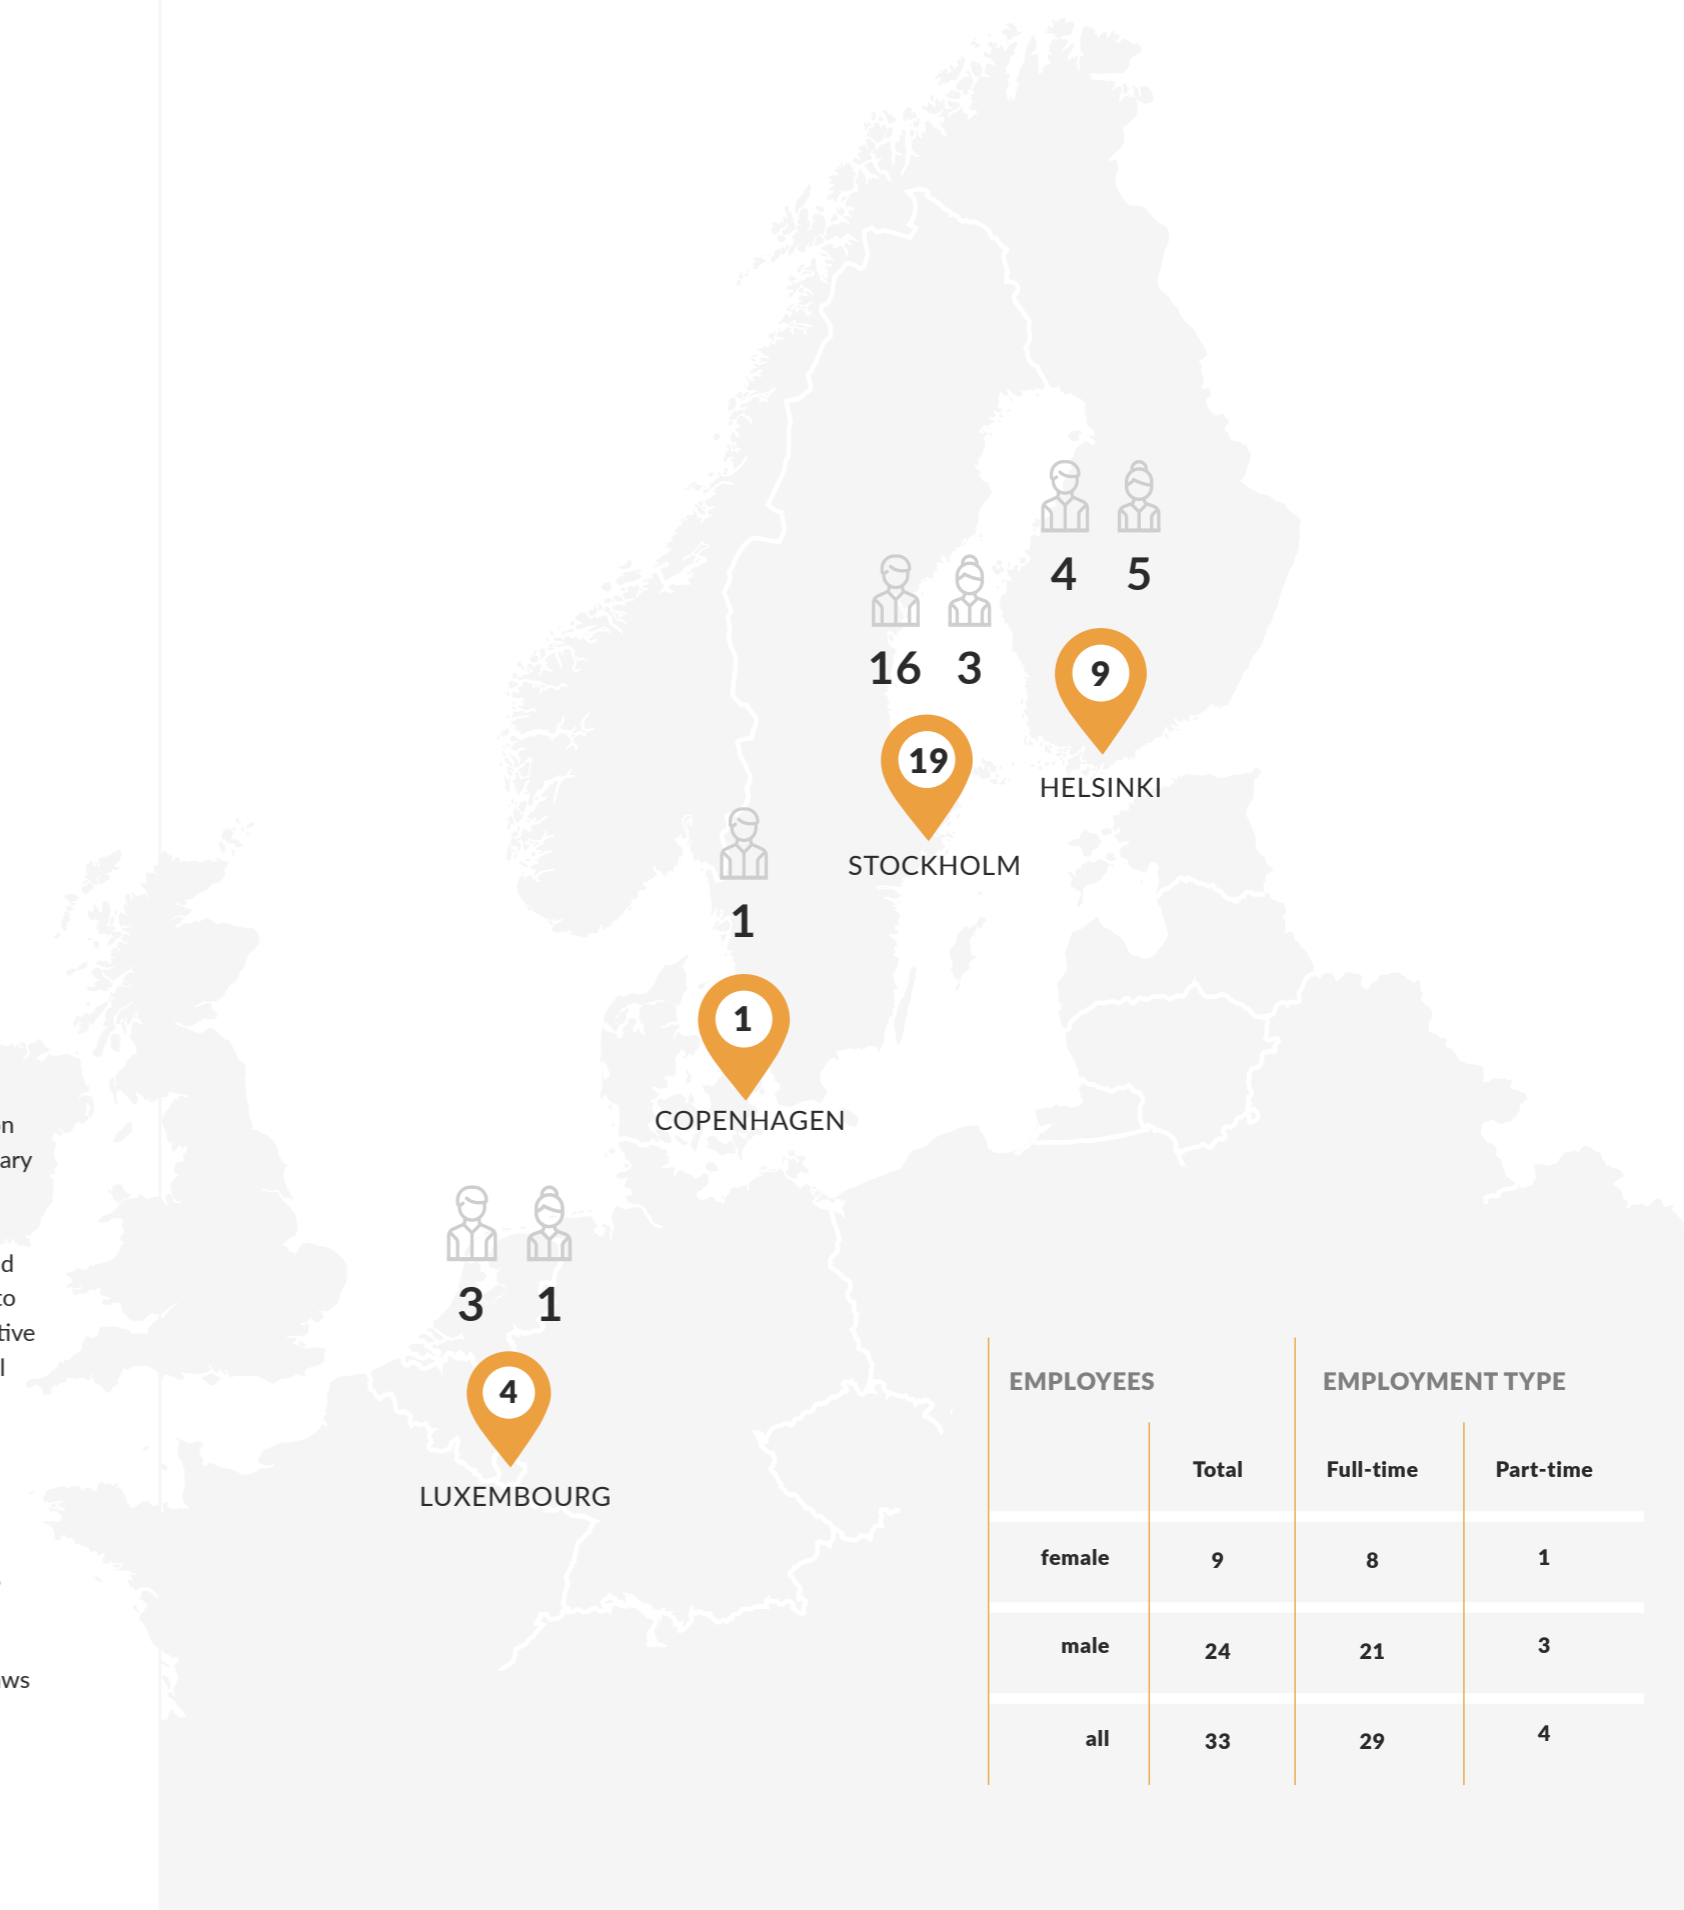 4 5
16 3
9
19
HELSINKI
STOCKHOLM
1
1
COPENHAGEN
3 1
4
LUXEMBOURG
EMPLOYEES EMPLOYMENT TYPE
Total Full-time Part-time
female 9 8 1
male 24 21 3
all 33 29 4